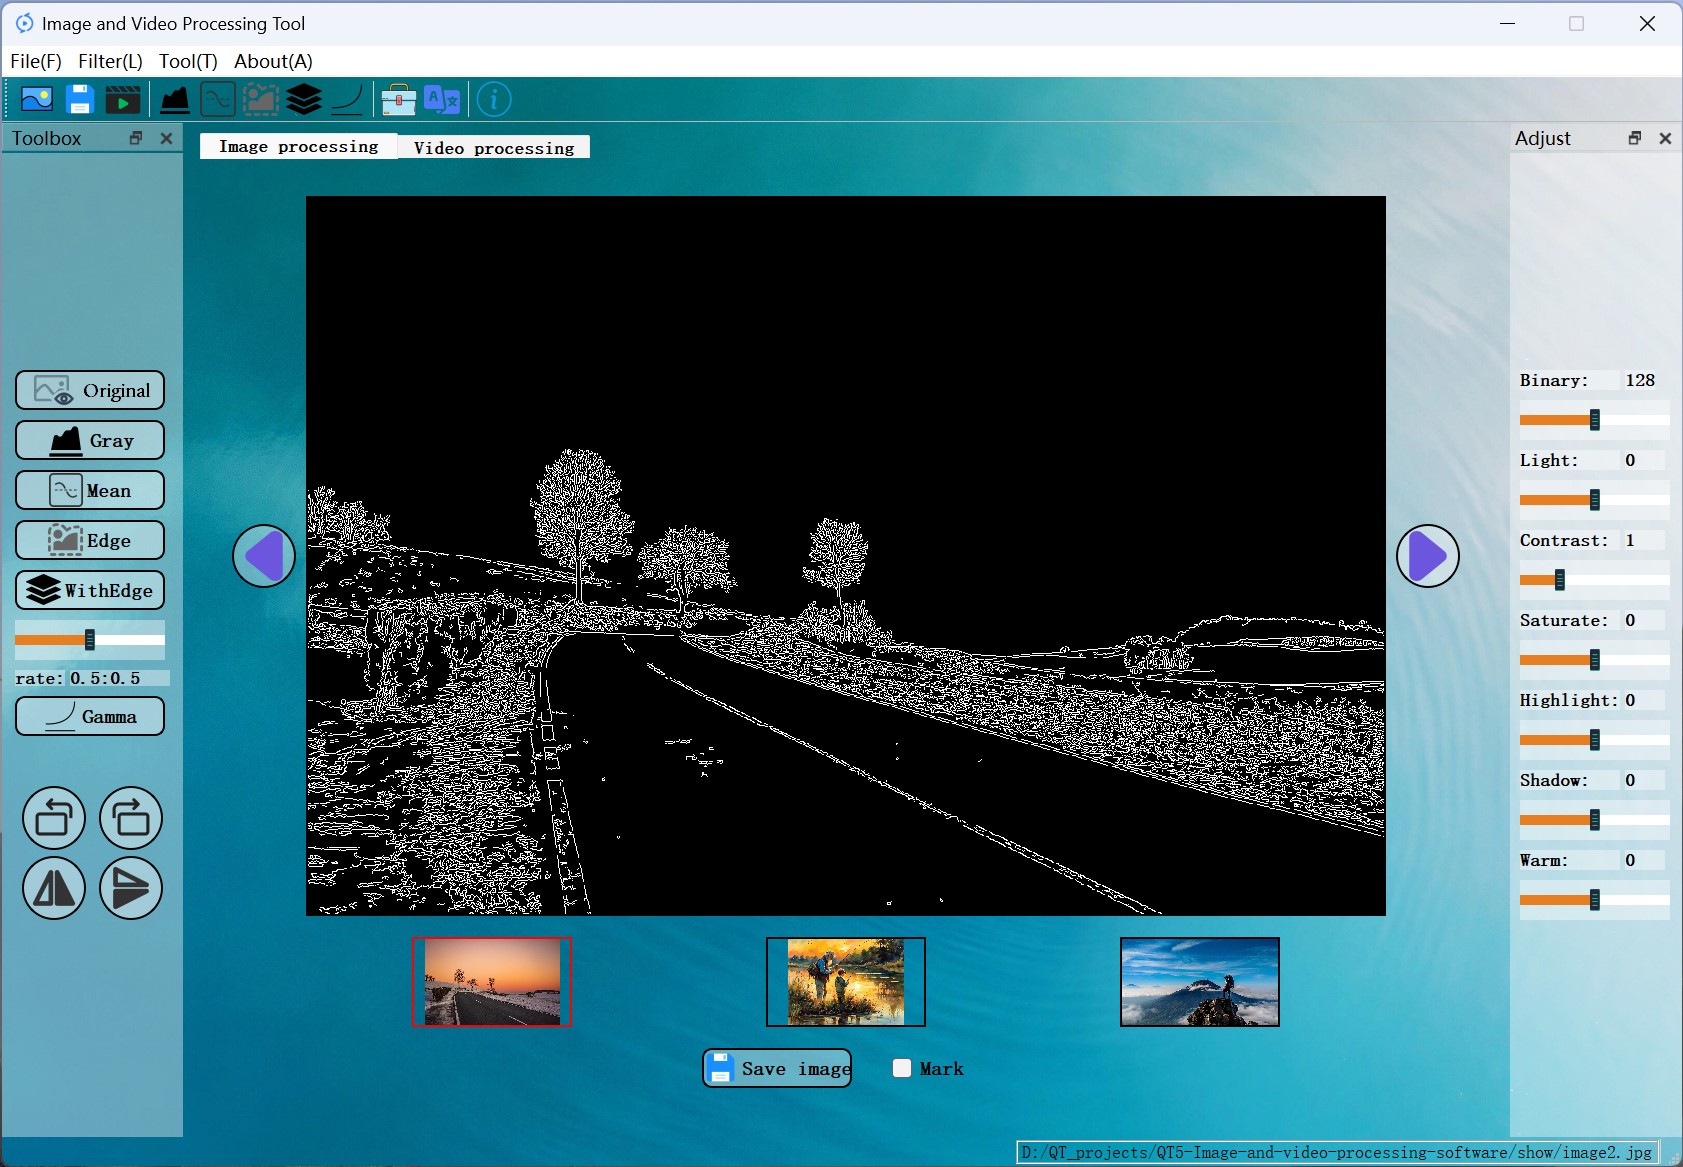 Image and Video Processing Tool
File(F) Filter(L) Tool(T) About(A)
Toolbox
Image processing
Video processing
Adjust
Original
Gray
Mean
Edge
WithEdge
rate: 0.5:0.5
Gamma
Binary: 128
Light: 0
Contrast: 1
Saturate: 0
Highlight: 0
Shadow: 0
Warm: 0
Save image
Mark
D:/QT_projects/QT5-Image-and-video-processing-software/show/image2.jpg